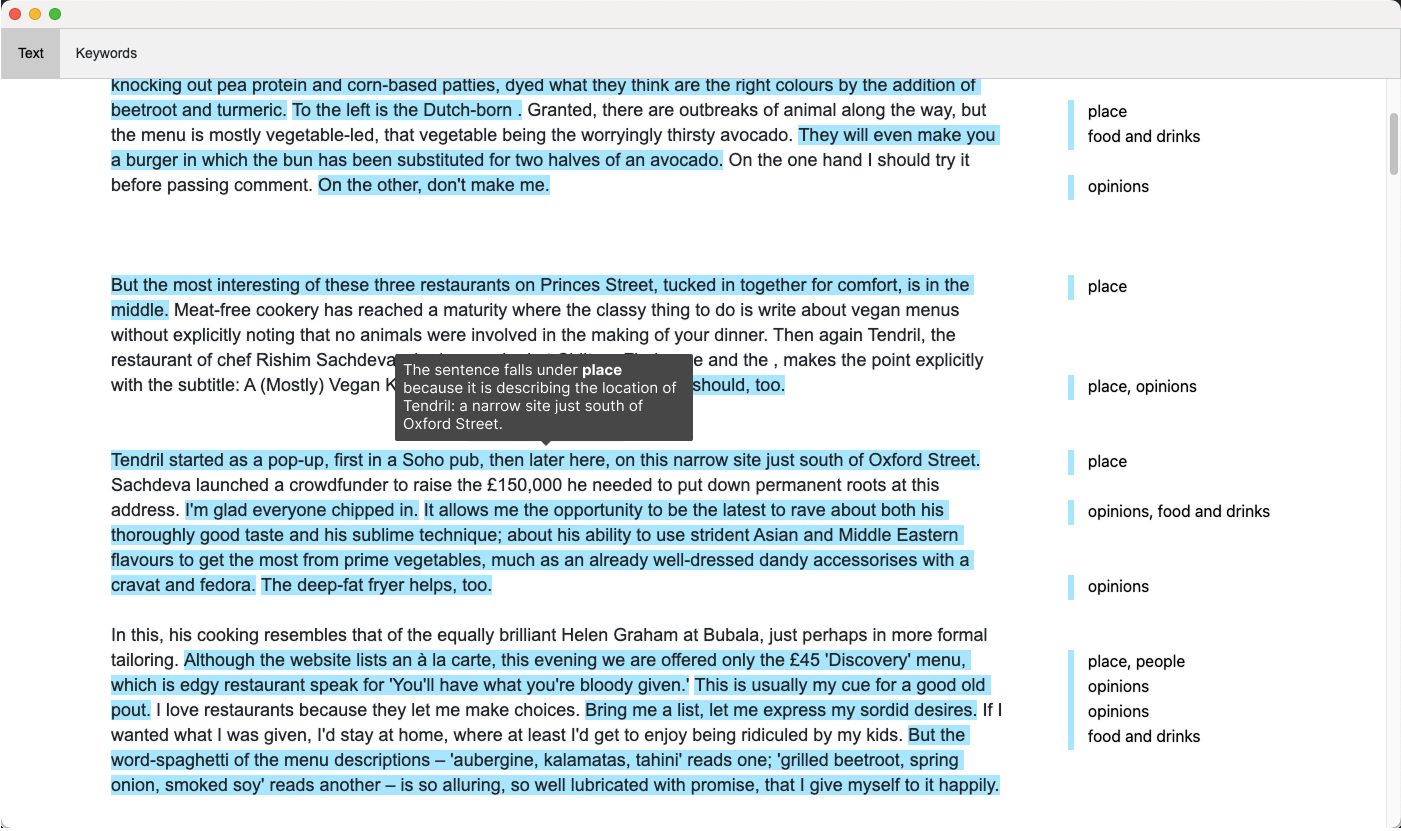 Text Keywords
knocking out pea protein and corn-based patties, dyed what they think are the right colours by the addition of
beetroot and turmeric. To the left is the Dutch-born . Granted, there are outbreaks of animal along the way, but
place
the menu is mostly vegetable-led, that vegetable being the worryingly thirsty avocado. They will even make you
food and drinks
a burger in which the bun has been substituted for two halves of an avocado. On the one hand I should try it
before passing comment. On the other, don't make me.
opinions
But the most interesting of these three restaurants on Princes Street, tucked in together for comfort, is in the
place
middle. Meat-free cookery has reached a maturity where the classy thing to do is write about vegan menus
without explicitly noting that no animals were involved in the making of your dinner. Then again Tendril, the
restaurant of chef Rishim Sachdeva and the , makes the point explicitly
with the subtitle: A (Mostly) Vegan should, too.
place, opinions
The sentence falls under place
because it is describing the location of
Tendril: a narrow site just south of
Oxford Street.
Tendril started as a pop-up, first in a Soho pub, then later here, on this narrow site just south of Oxford Street.
place
Sachdeva launched a crowdfunder to raise the £150,000 he needed to put down permanent roots at this
address. I'm glad everyone chipped in. It allows me the opportunity to be the latest to rave about both his
opinions, food and drinks
thoroughly good taste and his sublime technique; about his ability to use strident Asian and Middle Eastern
flavours to get the most from prime vegetables, much as an already well-dressed dandy accessorises with a
cravat and fedora. The deep-fat fryer helps, too.
opinions
In this, his cooking resembles that of the equally brilliant Helen Graham at Bubala, just perhaps in more formal
tailoring. Although the website lists an à la carte, this evening we are offered only the £45 'Discovery' menu,
place, people
which is edgy restaurant speak for 'You'll have what you're bloody given.' This is usually my cue for a good old
opinions
pout. I love restaurants because they let me make choices. Bring me a list, let me express my sordid desires. If I
opinions
wanted what I was given, I'd stay at home, where at least I'd get to enjoy being ridiculed by my kids. But the
food and drinks
word-spaghetti of the menu descriptions – 'aubergine, kalamatas, tahini' reads one; 'grilled beetroot, spring
onion, smoked soy' reads another – is so alluring, so well lubricated with promise, that I give myself to it happily.